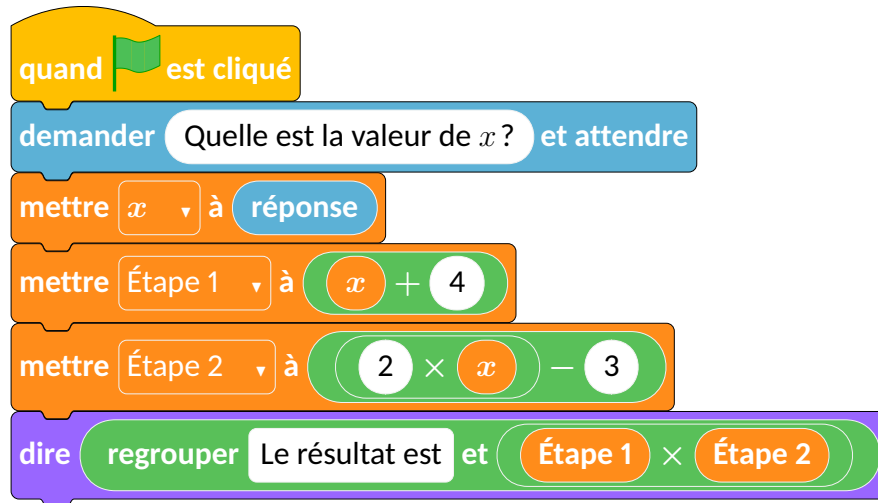 quand est cliqué
demander Quelle est la valeur de x ? et attendre
mettre x à réponse
mettre Étape 1 à x + 4
mettre Étape 2 à 2 × x − 3
dire regrouper Le résultat est et Étape 1 × Étape 2